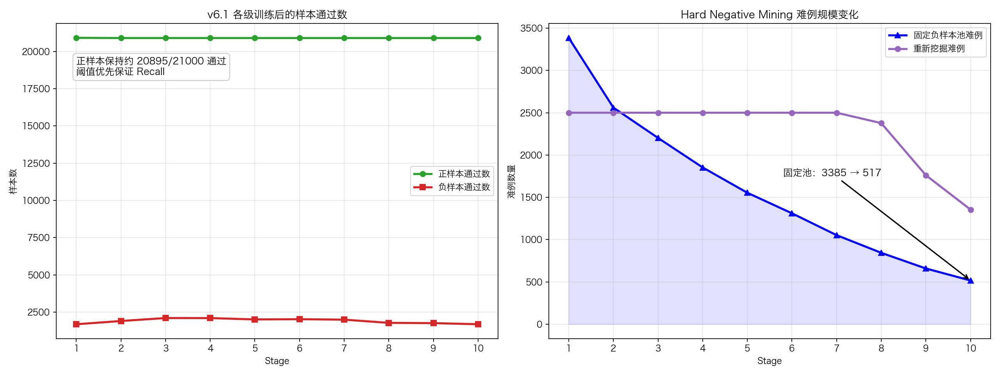 v6.1 各级训练后的样本通过数
样本数
20000
17500
15000
12500
10000
7500
5000
2500
正样本保持约 20895/21000 通过
阈值优先保证 Recall
正样本通过数
负样本通过数
1 2 3 4 5 6 7 8 9 10
Stage
Hard Negative Mining 难例规模变化
难例数量
3500
3000
2500
2000
1500
1000
500
0
固定负样本池难例
重新挖掘难例
固定池：3385 → 517
1 2 3 4 5 6 7 8 9 10
Stage